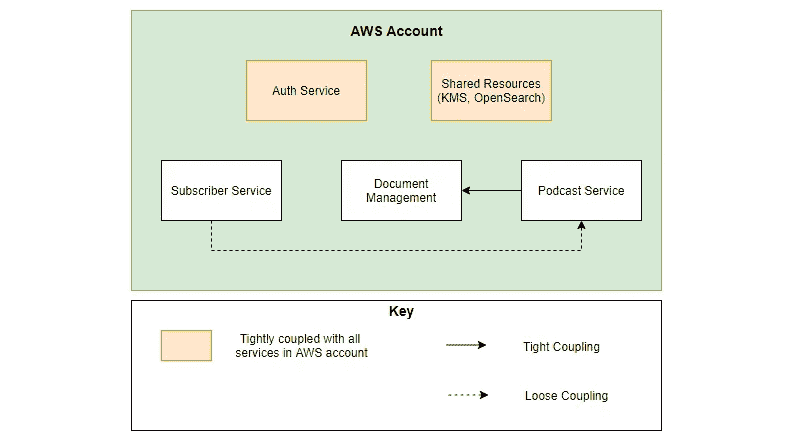 AWS Account
Auth Service
Shared Resources
(KMS, OpenSearch)
Subscriber Service
Document
Management
Podcast Service
Key
Tightly coupled with all
services in AWS account
Tight Coupling
Loose Coupling